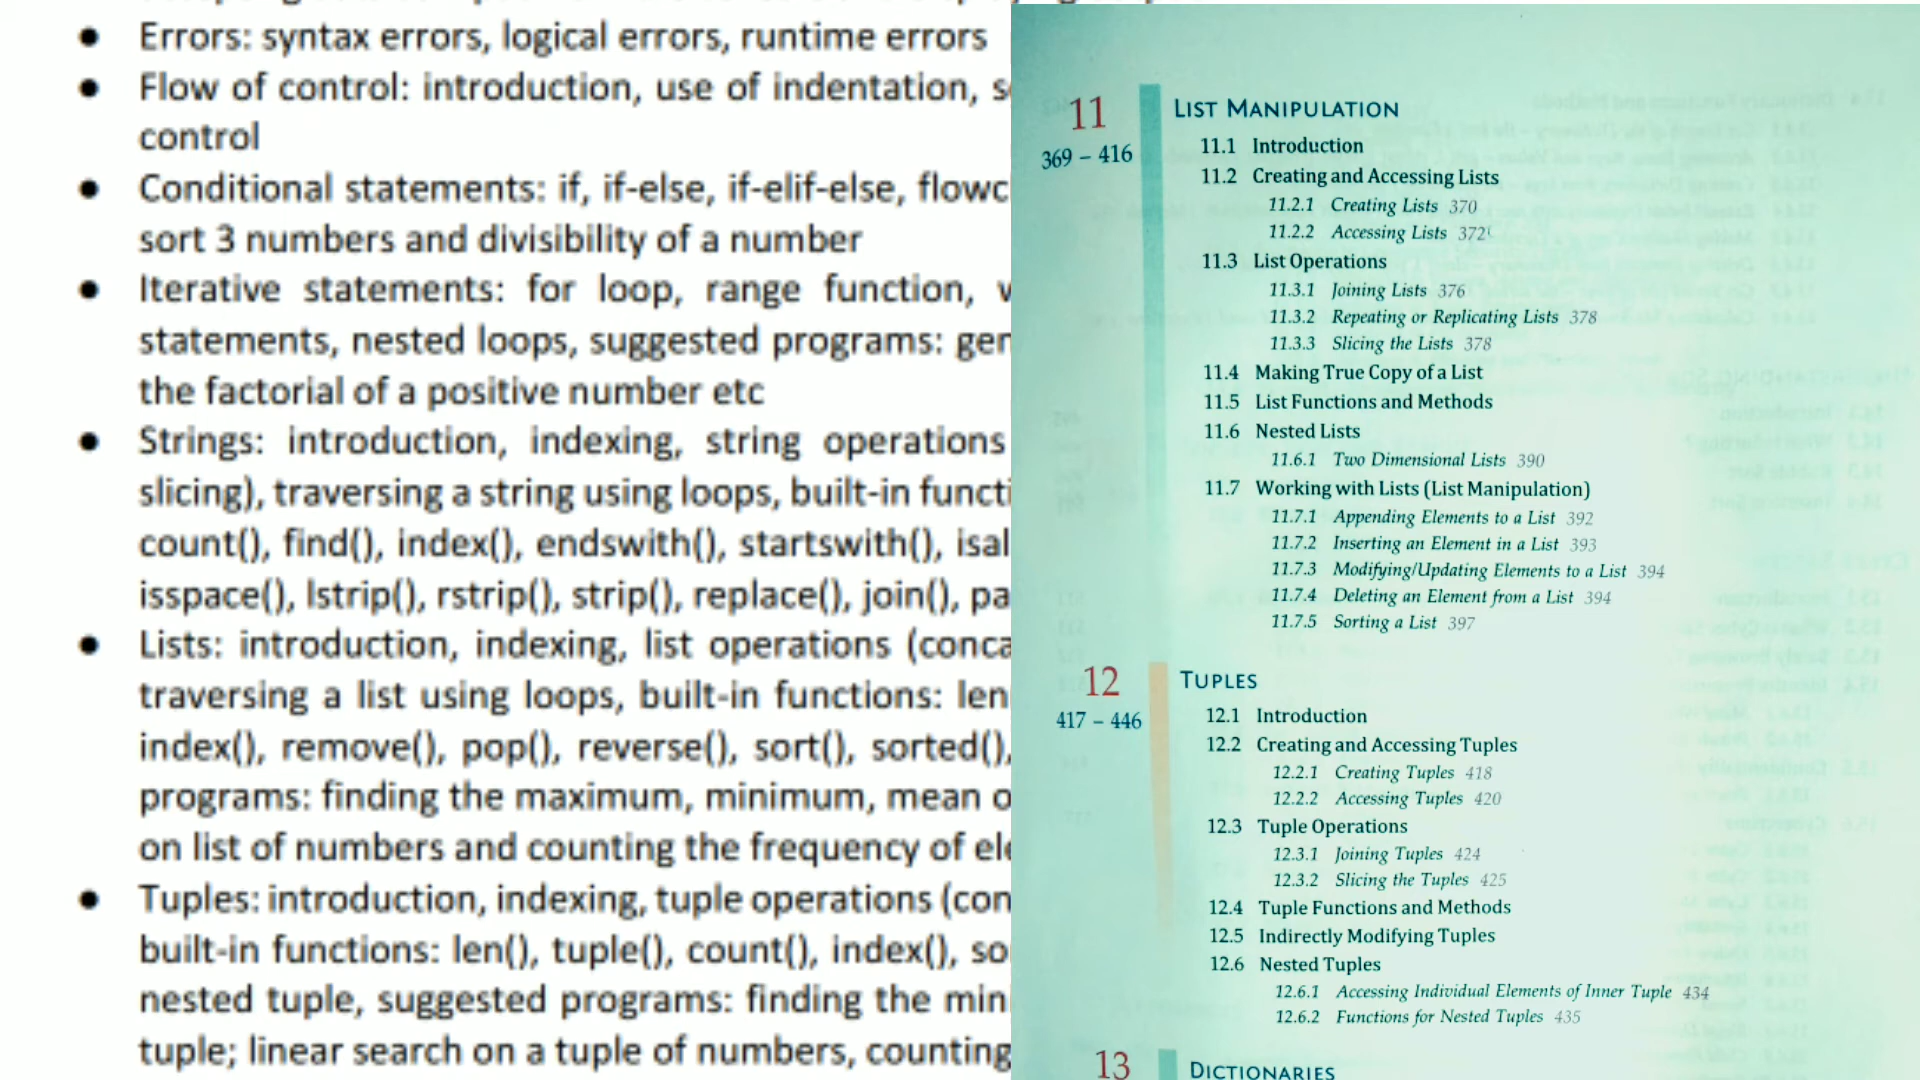 ● Errors: syntax errors, logical errors, runtime errors
● Flow of control: introduction, use of indentation,
control
● Conditional statements: if, if-else, if-elif-else,
sort 3 numbers and divisibility of a number
● Iterative statements: for loop, range function,
statements, nested loops, suggested programs:
the factorial of a positive number etc
● Strings: introduction, indexing, string operations
slicing), traversing a string using loops, built-in
count(), find(), index(), endswith(), startswith(),
isspace(), lstrip(), rstrip(), strip(), replace(), join(),
● Lists: introduction, indexing, list operations
traversing a list using loops, built-in functions: len
index(), remove(), pop(), reverse(), sort(), sorted(),
programs: finding the maximum, minimum, mean
on list of numbers and counting the frequency of
● Tuples: introduction, indexing, tuple operations
built-in functions: len(), tuple(), count(), index(),
nested tuple, suggested programs: finding the
tuple; linear search on a tuple of numbers, counting
11 LIST MANIPULATION
369 – 416
11.1 Introduction
11.2 Creating and Accessing Lists
11.2.1 Creating Lists 370
11.2.2 Accessing Lists 372
11.3 List Operations
11.3.1 Joining Lists 376
11.3.2 Repeating or Replicating Lists 378
11.3.3 Slicing the Lists 378
11.4 Making True Copy of a List
11.5 List Functions and Methods
11.6 Nested Lists
11.6.1 Two Dimensional Lists 390
11.7 Working with Lists (List Manipulation)
11.7.1 Appending Elements to a List 392
11.7.2 Inserting an Element in a List 393
11.7.3 Modifying/Updating Elements to a List 394
11.7.4 Deleting an Element from a List 394
11.7.5 Sorting a List 397
12 TUPLES
417 – 446
12.1 Introduction
12.2 Creating and Accessing Tuples
12.2.1 Creating Tuples 418
12.2.2 Accessing Tuples 420
12.3 Tuple Operations
12.3.1 Joining Tuples 424
12.3.2 Slicing the Tuples 425
12.4 Tuple Functions and Methods
12.5 Indirectly Modifying Tuples
12.6 Nested Tuples
12.6.1 Accessing Individual Elements of Inner Tuple 434
12.6.2 Functions for Nested Tuples 435
13 DICTIONARIES